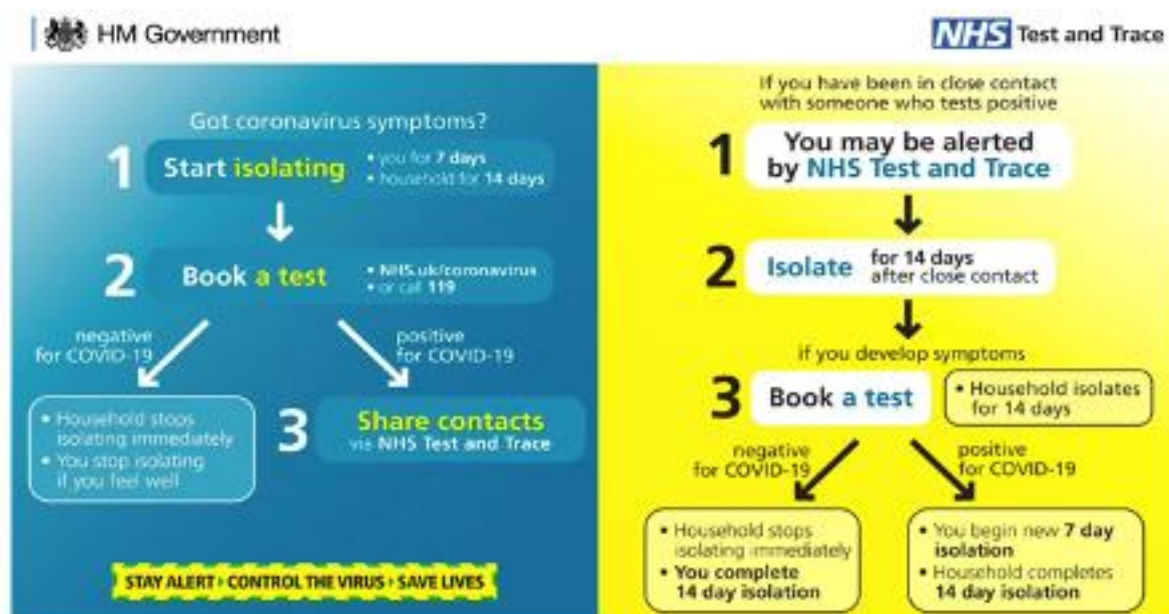 HM Government
NHS Test and Trace
Got coronavirus symptoms?
1 Start isolating
• you for 7 days
• household for 14 days
2 Book a test
• NHS.uk/coronavirus
• or call 119
negative
for COVID-19
positive
for COVID-19
• Household stops
isolating immediately
• You stop isolating
if you feel well
3 Share contacts
via NHS Test and Trace
STAY ALERT › CONTROL THE VIRUS › SAVE LIVES
If you have been in close contact
with someone who tests positive
1 You may be alerted
by NHS Test and Trace
2 Isolate
for 14 days
after close contact
if you develop symptoms
3 Book a test
• Household isolates
for 14 days
negative
for COVID-19
positive
for COVID-19
• Household stops
isolating immediately
• You complete
14 day isolation
• You begin new 7 day
isolation
• Household completes
14 day isolation